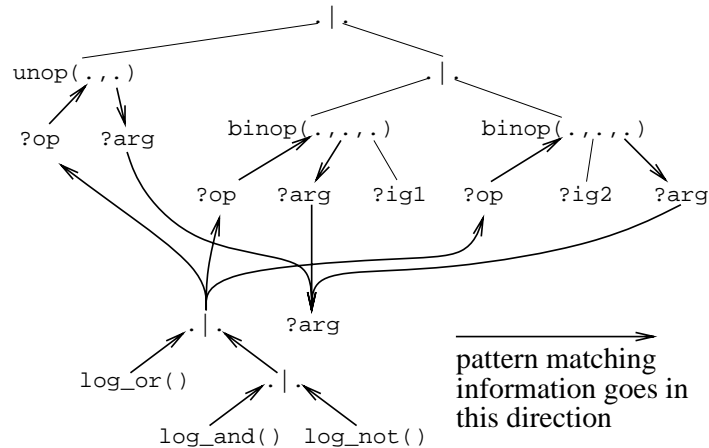 .|.
unop(.,.) .|.
?op ?arg binop(.,.,.) binop(.,.,.)
?op ?arg ?ig1 ?op ?ig2 ?arg
.|. ?arg
log_or() .|.
log_and() log_not()
pattern matching
information goes in
this direction